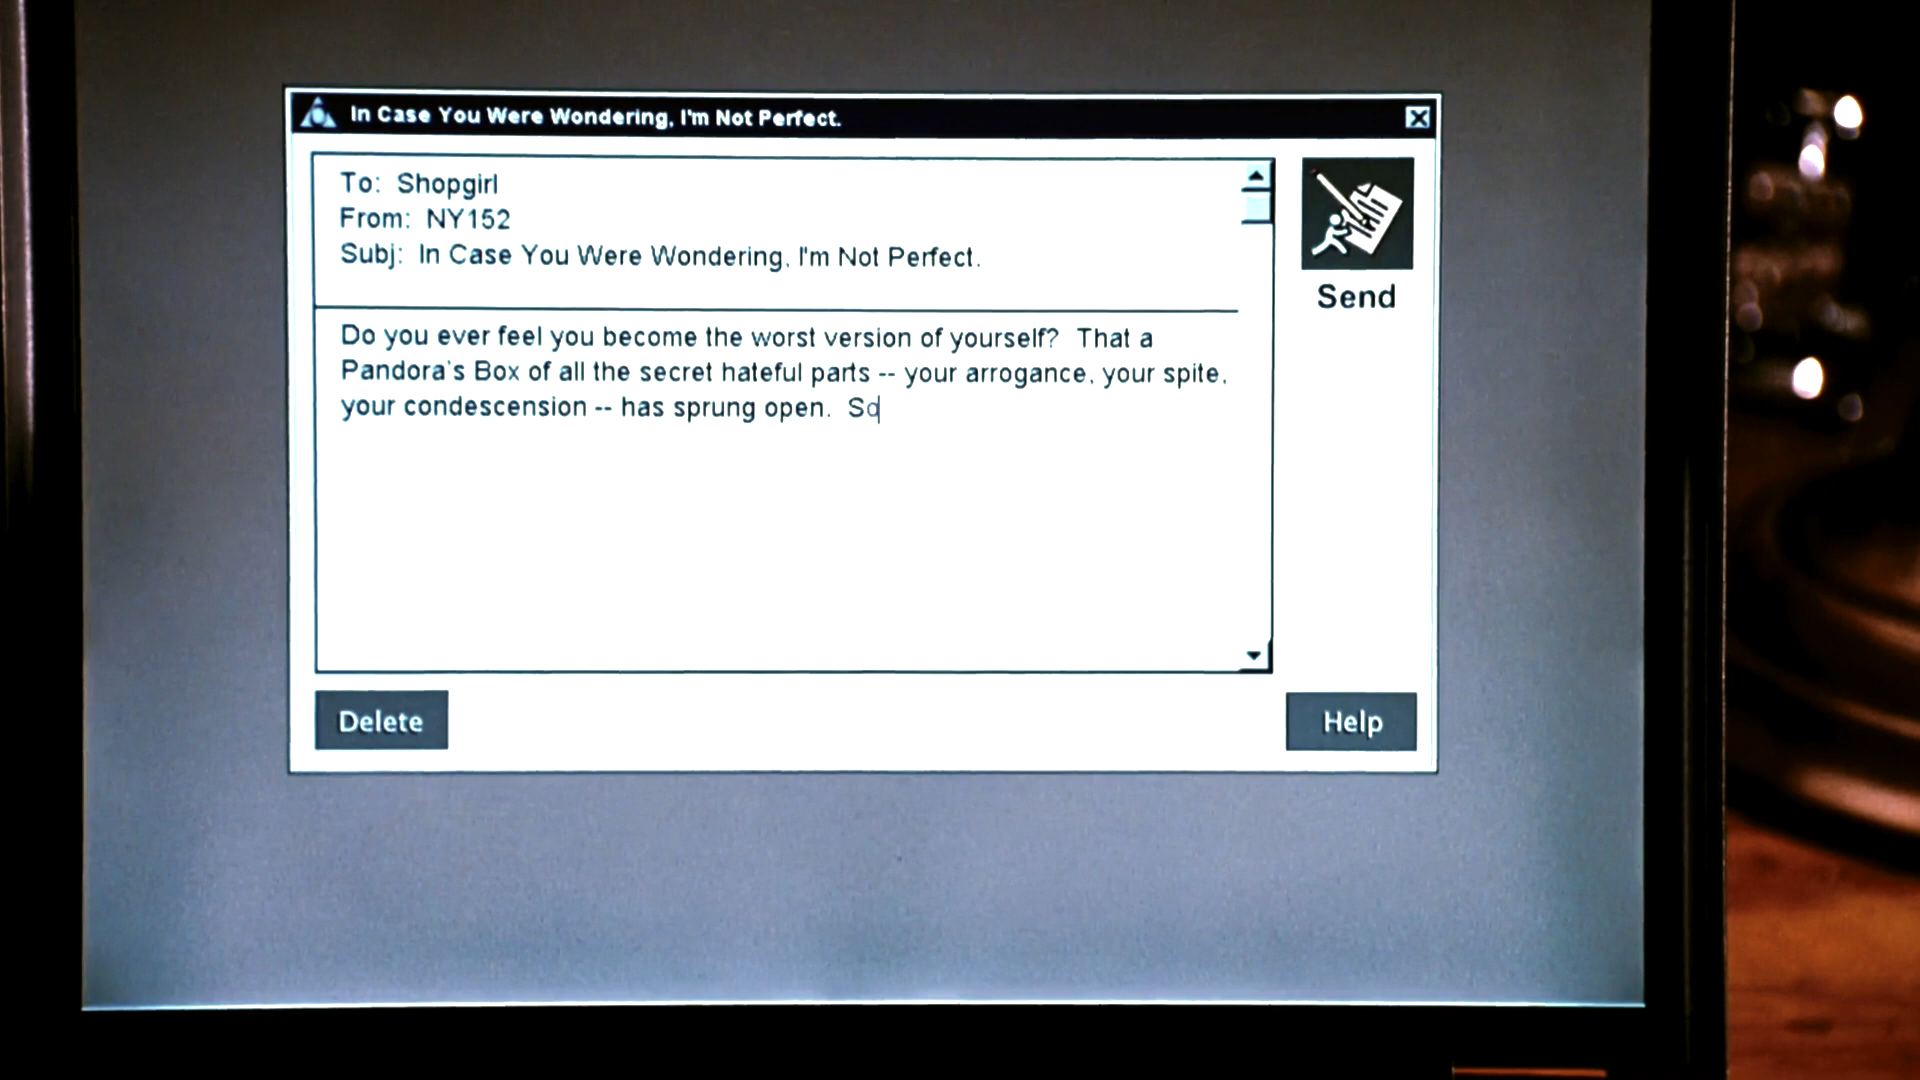 In Case You Were Wondering, I'm Not Perfect.
To: Shopgirl
From: NY152
Subj: In Case You Were Wondering, I'm Not Perfect.
Send
Do you ever feel you become the worst version of yourself? That a
Pandora's Box of all the secret hateful parts -- your arrogance, your spite,
your condescension -- has sprung open. So
Delete
Help